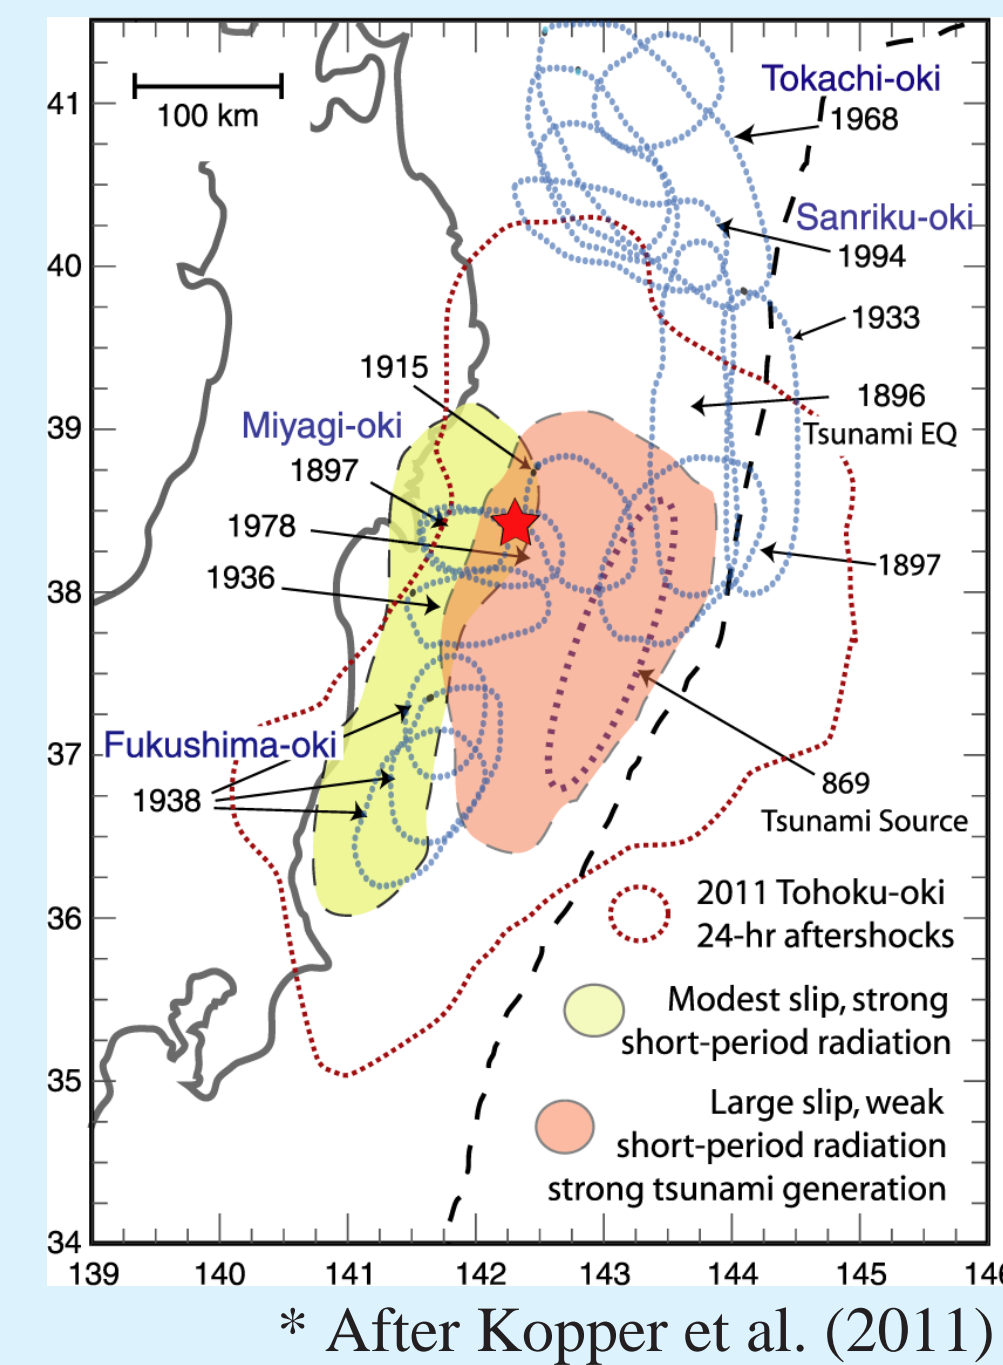 Tokachi-oki
41
100 km
1968
Sanriku-oki
40
1994
1933
1915
1896
39
Miyagi-oki
Tsunami EQ
1897
1978
1897
1936
38
Fukushima-oki
37
869
1938
Tsunami Source
2011 Tohoku-oki
36
24-hr aftershocks
Modest slip, strong
short-period radiation
35
Large slip, weak
short-period radiation
strong tsunami generation
34
139 140 141 142 143 144 145 146
* After Kopper et al. (2011)